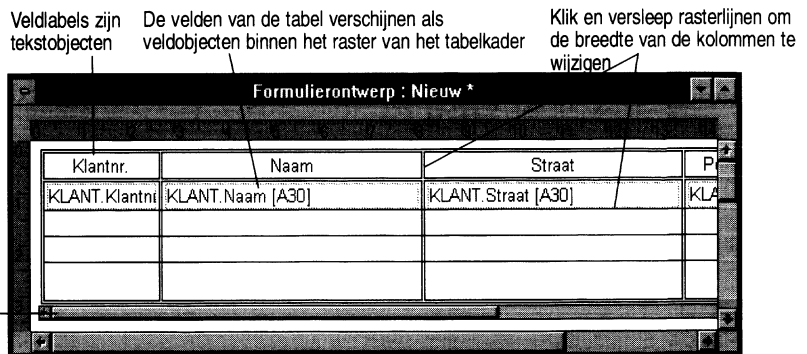 Veldlabels zijn
tekstobjecten
De velden van de tabel verschijnen als
veldobjecten binnen het raster van het tabelkader
Klik en versleep rasterlijnen om
de breedte van de kolommen te
wijzigen
Formulierontwerp : Nieuw *
Klantnr. Naam Straat
KLANT.Klantn KLANT.Naam [A30] KLANT.Straat [A30] KLA